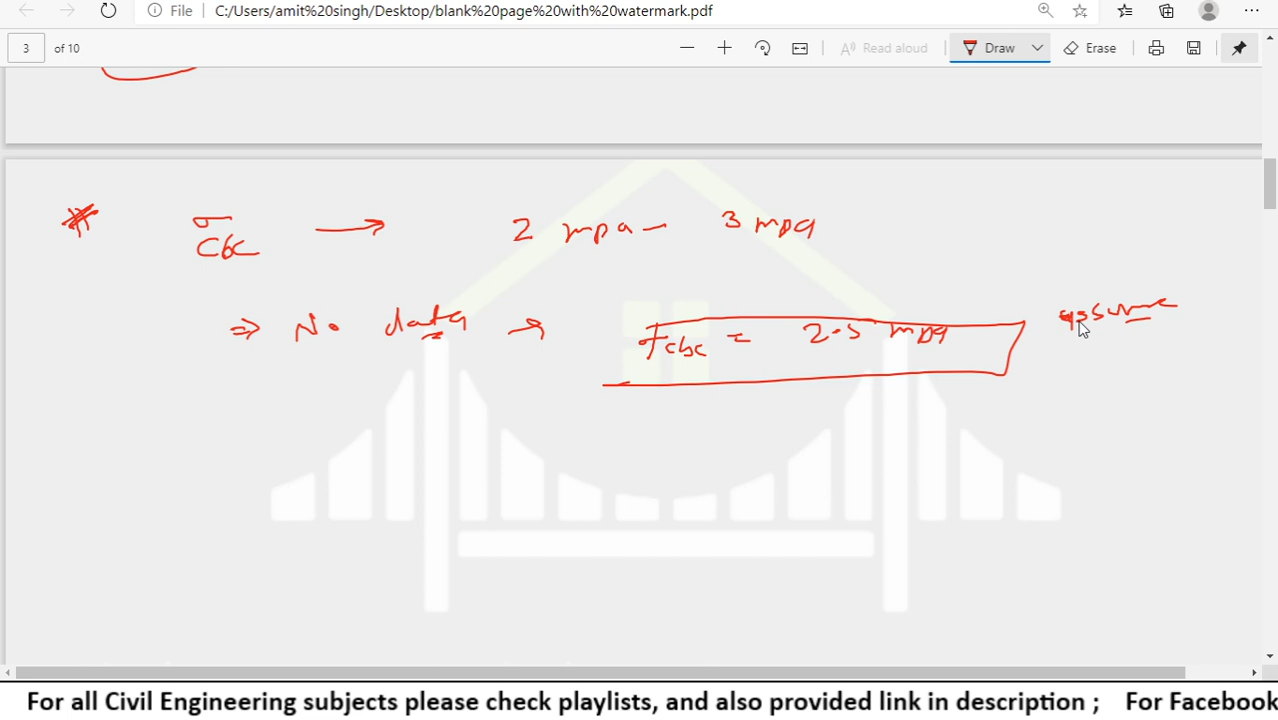 File C:/Users/amit%20singh/Desktop/blank%20page%20with%20watermark.pdf
3 of 10 Read aloud Draw Erase
σ cbc → 2 mpa - 3 mpa
⇒ No data → fcbc = 2.5 mpa assume
For all Civil Engineering subjects please check playlists, and also provided link in description ; For Facebook